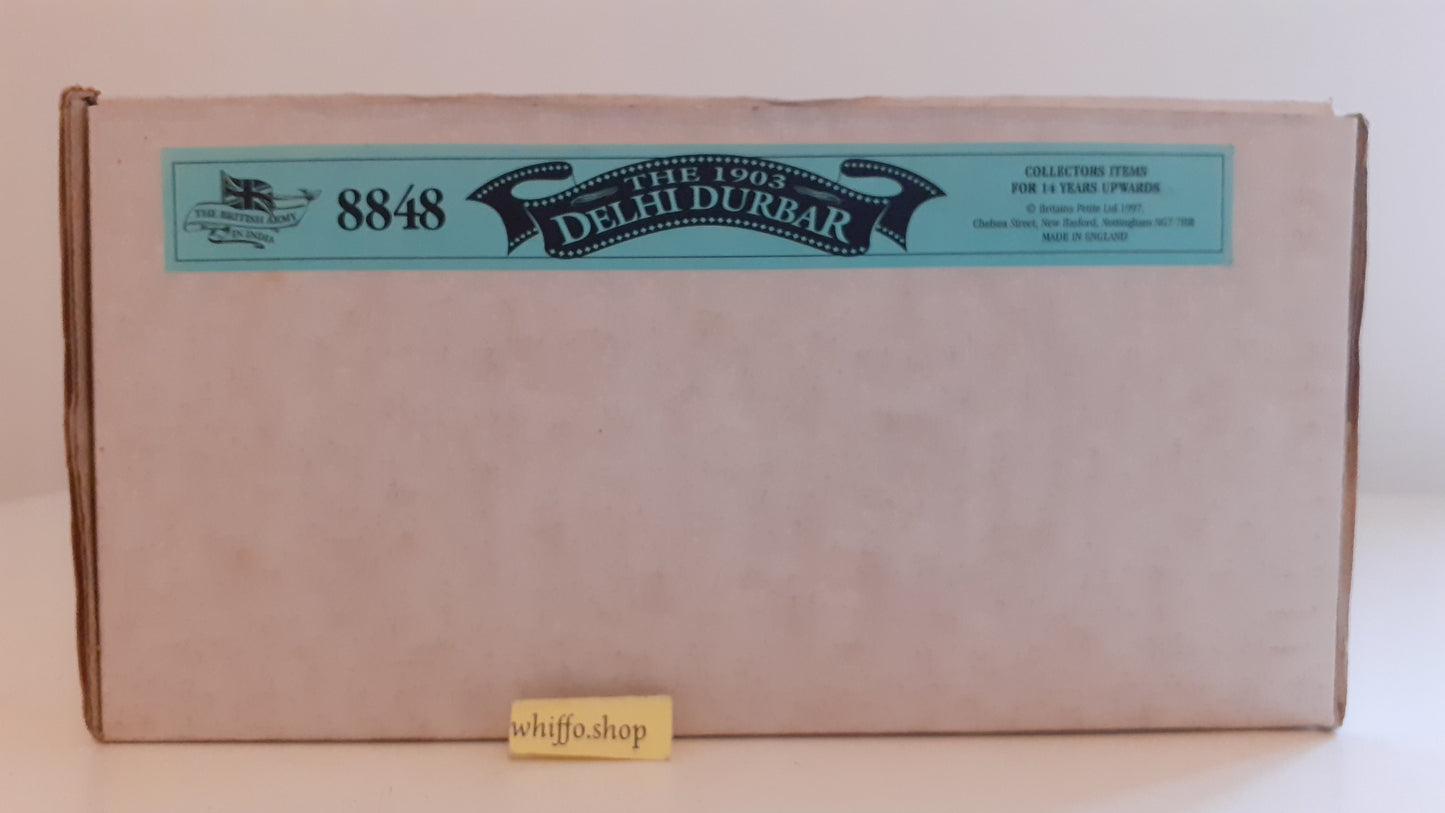 THE BRITISH ARMY
IN INDIA
8848
THE 1903
DELHI DURBAR
COLLECTORS ITEMS
FOR 14 YEARS UPWARDS
© Britains Petite Ltd 1997.
Chelsea Street, New Basford, Nottingham NG7 7HR
MADE IN ENGLAND
whiffo.shop